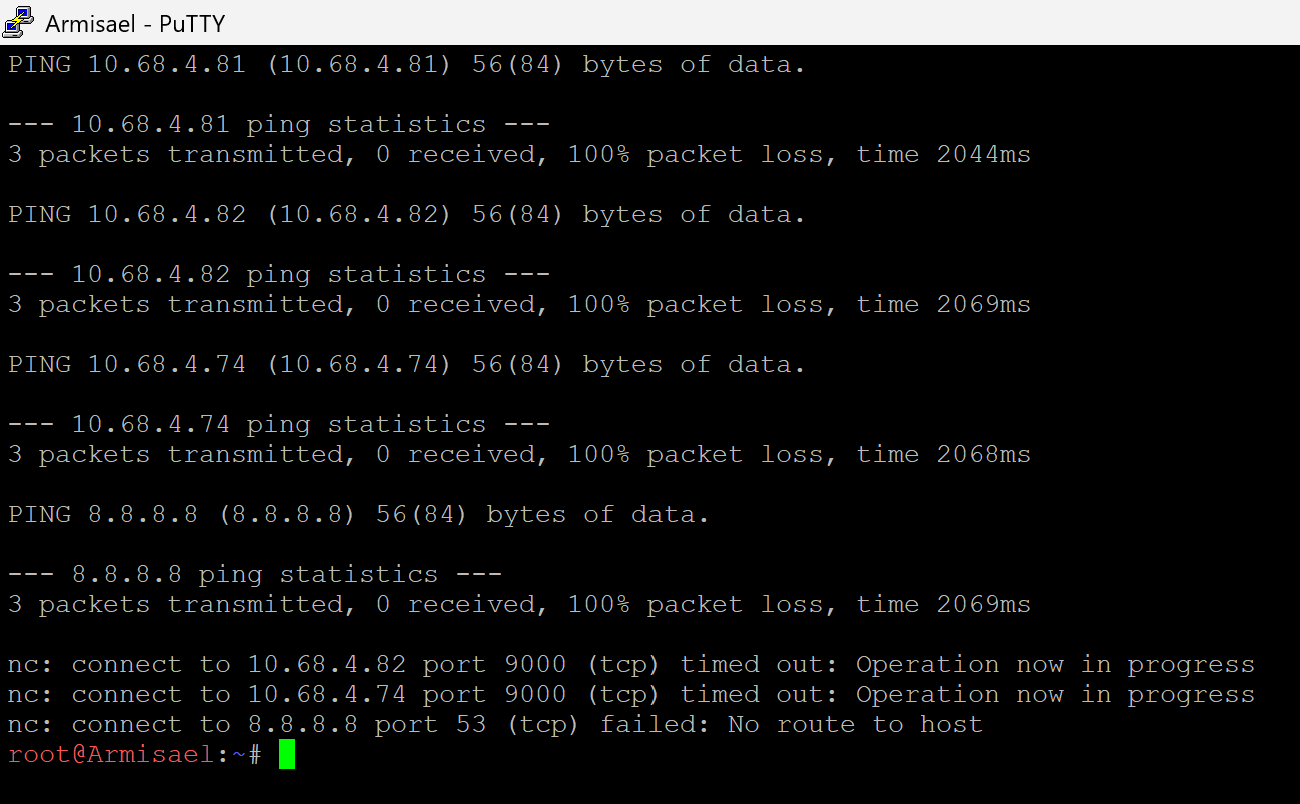 Armisael - PuTTY
PING 10.68.4.81 (10.68.4.81) 56(84) bytes of data.
--- 10.68.4.81 ping statistics ---
3 packets transmitted, 0 received, 100% packet loss, time 2044ms
PING 10.68.4.82 (10.68.4.82) 56(84) bytes of data.
--- 10.68.4.82 ping statistics ---
3 packets transmitted, 0 received, 100% packet loss, time 2069ms
PING 10.68.4.74 (10.68.4.74) 56(84) bytes of data.
--- 10.68.4.74 ping statistics ---
3 packets transmitted, 0 received, 100% packet loss, time 2068ms
PING 8.8.8.8 (8.8.8.8) 56(84) bytes of data.
--- 8.8.8.8 ping statistics ---
3 packets transmitted, 0 received, 100% packet loss, time 2069ms
nc: connect to 10.68.4.82 port 9000 (tcp) timed out: Operation now in progress
nc: connect to 10.68.4.74 port 9000 (tcp) timed out: Operation now in progress
nc: connect to 8.8.8.8 port 53 (tcp) failed: No route to host
root@Armisael:~#